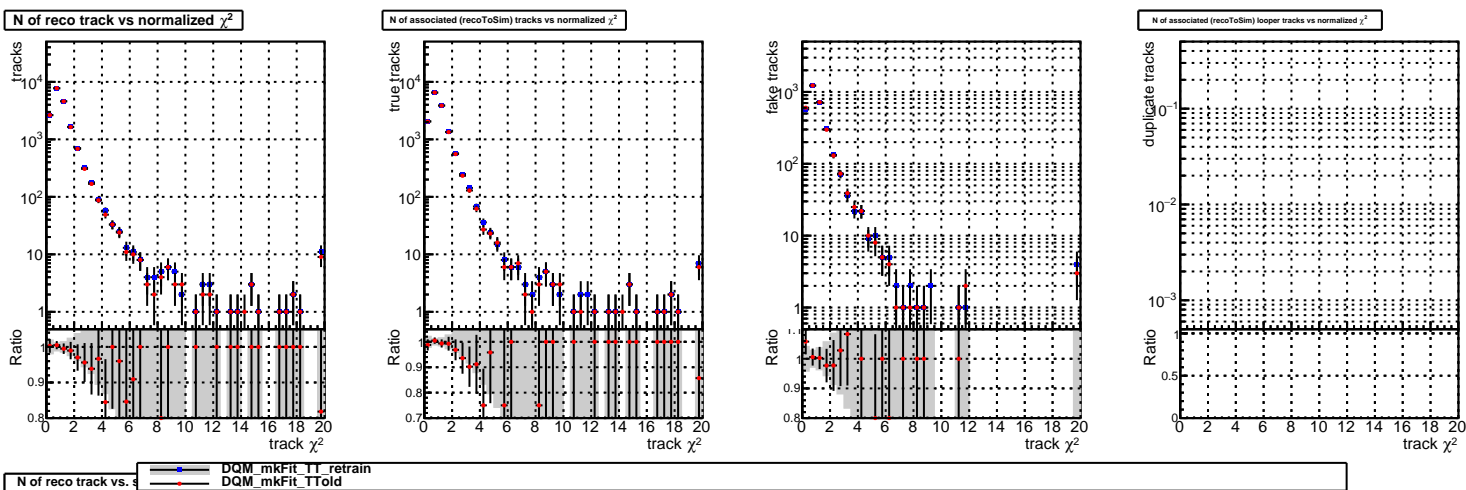 N of reco track vs normalized χ²
N of associated (recoToSim) tracks vs normalized χ²
N of associated (recoToSim) looper tracks vs normalized χ²
tracks
10⁴
10³
10²
10
1
Ratio
0.9
0.8
0 2 4 6 8 10 12 14 16 18 20
track χ²
true tracks
10⁴
10³
10²
10
1
Ratio
0.9
0.8
0.7
0 2 4 6 8 10 12 14 16 18 20
track χ²
fake tracks
10³
10²
10
1
Ratio
1.1
1
0.9
0.8
0 2 4 6 8 10 12 14 16 18 20
track χ²
duplicate tracks
10⁻¹
10⁻²
10⁻³
Ratio
1
0.5
0
0 2 4 6 8 10 12 14 16 18 20
track χ²
N of reco track vs.
DQM_mkFit_TT_retrain
DQM_mkFit_TTold